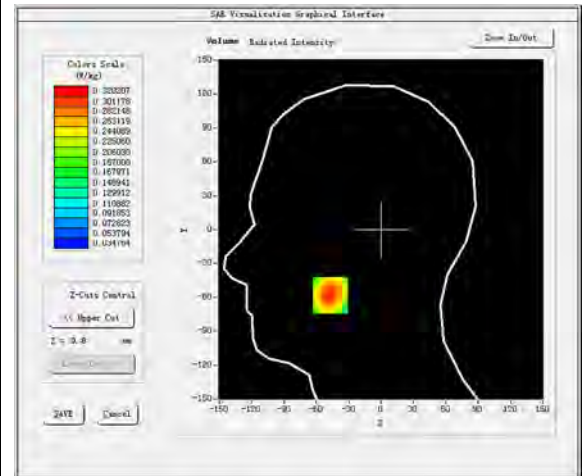 SAR Visualisation Graphical Interface
Volume Radiated Intensity
Zoom In/Out
Colors Scale
(W/kg)
0.301178
0.282148
0.263119
0.244089
0.225060
0.206030
0.187000
0.167971
0.148941
0.129912
0.110882
0.091853
0.072823
0.053794
0.034764
150
120
90
60
30
0
-30
-60
-90
-120
-150
Y
-150 -120 -90 -60 -30 0 30 60 90 120 150
X
Z-Cuts Control
<< Upper Cut
mm
SAVE
Cancel